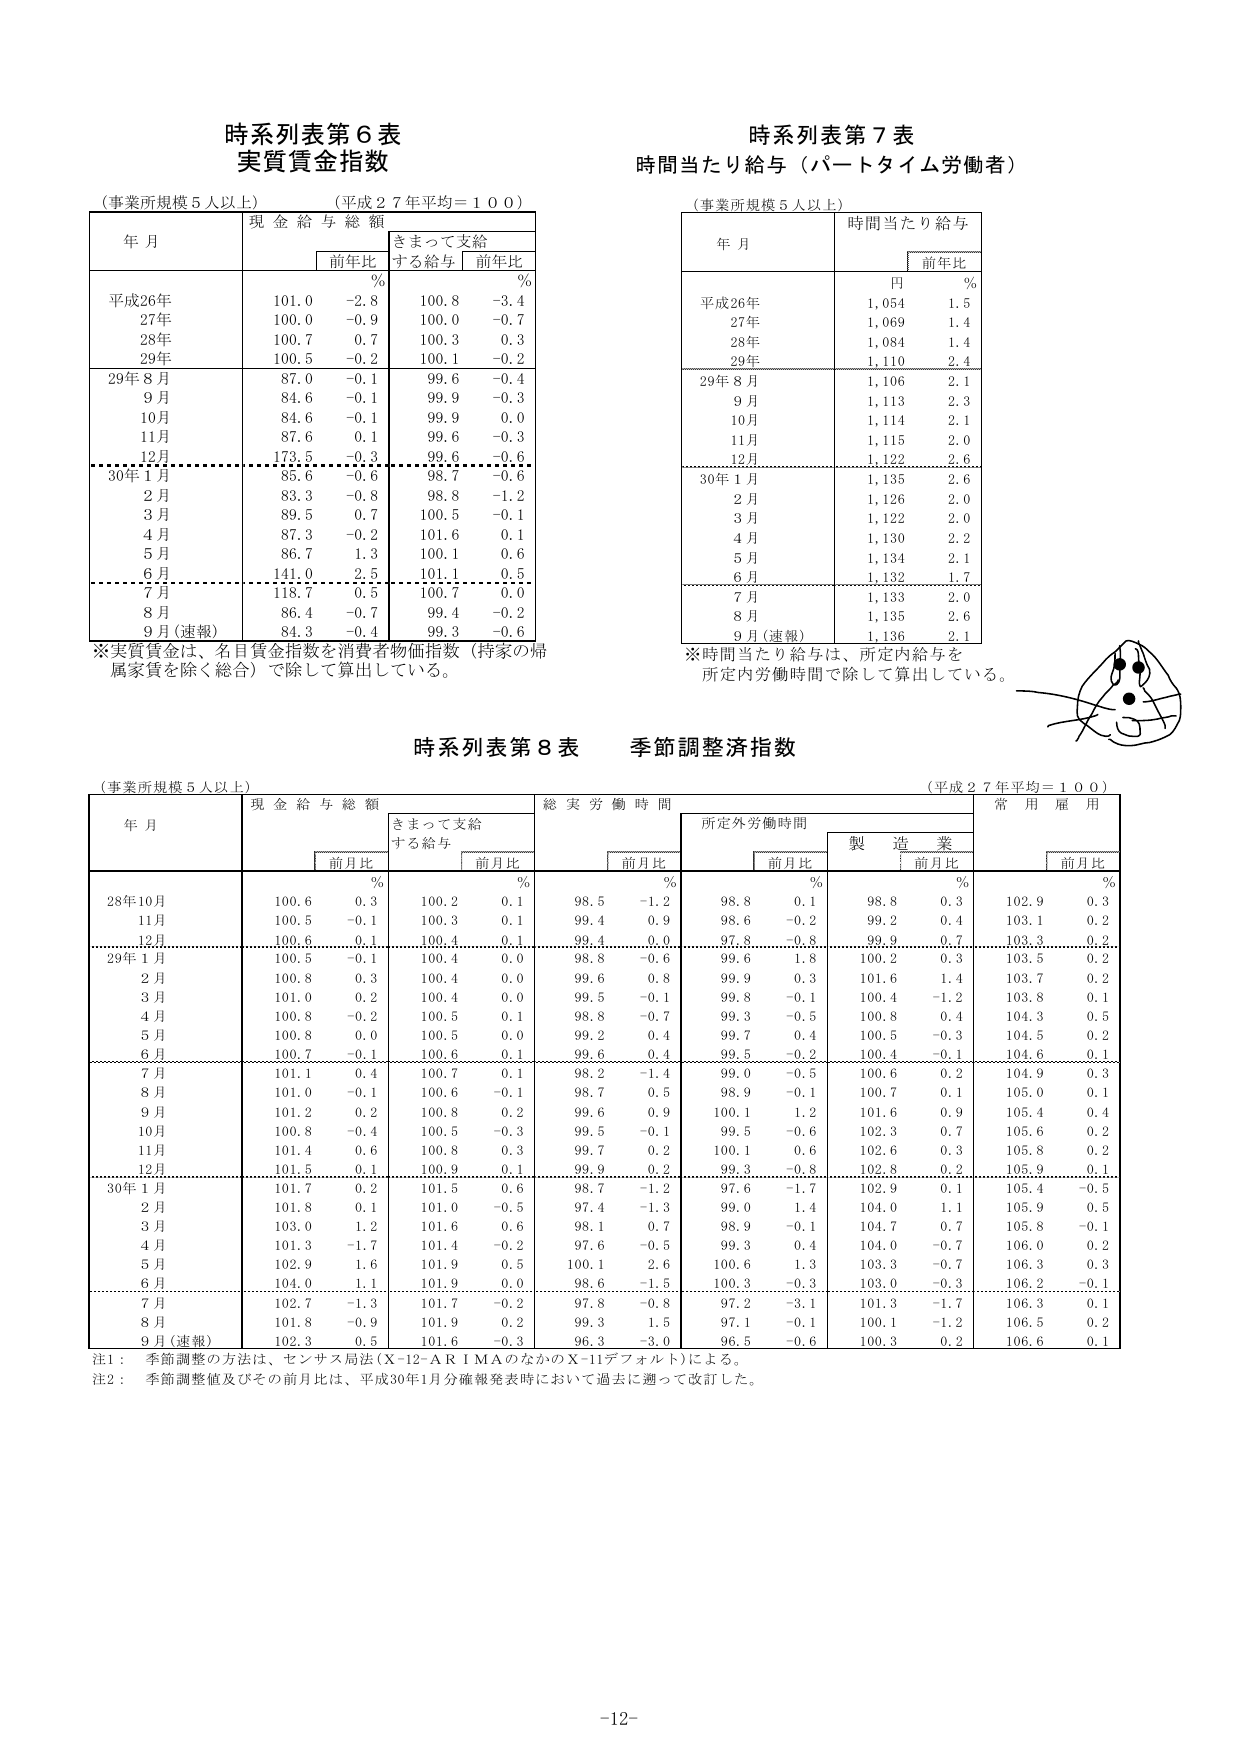 時系列表第６表
実質賃金指数
（事業所規模５人以上） （平成２７年平均＝１００）
年 月 現 金 給 与 総 額
きまって支給
前年比 する給与 前年比
% %
平成26年 101.0 -2.8 100.8 -3.4
27年 100.0 -0.9 100.0 -0.7
28年 100.7 0.7 100.3 0.3
29年 100.5 -0.2 100.1 -0.2
29年８月 87.0 -0.1 99.6 -0.4
９月 84.6 -0.1 99.9 -0.3
10月 84.6 -0.1 99.9 0.0
11月 87.6 0.1 99.6 -0.3
12月 173.5 -0.3 99.6 -0.6
30年１月 85.6 -0.6 98.7 -0.6
２月 83.3 -0.8 98.8 -1.2
３月 89.5 0.7 100.5 -0.1
４月 87.3 -0.2 101.6 0.1
５月 86.7 1.3 100.1 0.6
６月 141.0 2.5 101.1 0.5
７月 118.7 0.5 100.7 0.0
８月 86.4 -0.7 99.4 -0.2
９月(速報) 84.3 -0.4 99.3 -0.6
※実質賃金は、名目賃金指数を消費者物価指数（持家の帰
属家賃を除く総合）で除して算出している。
時系列表第７表
時間当たり給与（パートタイム労働者）
（事業所規模５人以上）
年 月 時間当たり給与
前年比
円 %
平成26年 1,054 1.5
27年 1,069 1.4
28年 1,084 1.4
29年 1,110 2.4
29年８月 1,106 2.1
９月 1,113 2.3
10月 1,114 2.1
11月 1,115 2.0
12月 1,122 2.6
30年１月 1,135 2.6
２月 1,126 2.0
３月 1,122 2.0
４月 1,130 2.2
５月 1,134 2.1
６月 1,132 1.7
７月 1,133 2.0
８月 1,135 2.6
９月(速報) 1,136 2.1
※時間当たり給与は、所定内給与を
所定内労働時間で除して算出している。
時系列表第８表 季節調整済指数
（事業所規模５人以上） （平成２７年平均＝１００）
年 月 現 金 給 与 総 額 総 実 労 働 時 間 常 用 雇 用
きまって支給 所定外労働時間
する給与 製 造 業
前月比 前月比 前月比 前月比 前月比 前月比
% % % % % %
28年10月 100.6 0.3 100.2 0.1 98.5 -1.2 98.8 0.1 98.8 0.3 102.9 0.3
11月 100.5 -0.1 100.3 0.1 99.4 0.9 98.6 -0.2 99.2 0.4 103.1 0.2
12月 100.6 0.1 100.4 0.1 99.4 0.0 97.8 -0.8 99.9 0.7 103.3 0.2
29年１月 100.5 -0.1 100.4 0.0 98.8 -0.6 99.6 1.8 100.2 0.3 103.5 0.2
２月 100.8 0.3 100.4 0.0 99.6 0.8 99.9 0.3 101.6 1.4 103.7 0.2
３月 101.0 0.2 100.4 0.0 99.5 -0.1 99.8 -0.1 100.4 -1.2 103.8 0.1
４月 100.8 -0.2 100.5 0.1 98.8 -0.7 99.3 -0.5 100.8 0.4 104.3 0.5
５月 100.8 0.0 100.5 0.0 99.2 0.4 99.7 0.4 100.5 -0.3 104.5 0.2
６月 100.7 -0.1 100.6 0.1 99.6 0.4 99.5 -0.2 100.4 -0.1 104.6 0.1
７月 101.1 0.4 100.7 0.1 98.2 -1.4 99.0 -0.5 100.6 0.2 104.9 0.3
８月 101.0 -0.1 100.6 -0.1 98.7 0.5 98.9 -0.1 100.7 0.1 105.0 0.1
９月 101.2 0.2 100.8 0.2 99.6 0.9 100.1 1.2 101.6 0.9 105.4 0.4
10月 100.8 -0.4 100.5 -0.3 99.5 -0.1 99.5 -0.6 102.3 0.7 105.6 0.2
11月 101.4 0.6 100.8 0.3 99.7 0.2 100.1 0.6 102.6 0.3 105.8 0.2
12月 101.5 0.1 100.9 0.1 99.9 0.2 99.3 -0.8 102.8 0.2 105.9 0.1
30年１月 101.7 0.2 101.5 0.6 98.7 -1.2 97.6 -1.7 102.9 0.1 105.4 -0.5
２月 101.8 0.1 101.0 -0.5 97.4 -1.3 99.0 1.4 104.0 1.1 105.9 0.5
３月 103.0 1.2 101.6 0.6 98.1 0.7 98.9 -0.1 104.7 0.7 105.8 -0.1
４月 101.3 -1.7 101.4 -0.2 97.6 -0.5 99.3 0.4 104.0 -0.7 106.0 0.2
５月 102.9 1.6 101.9 0.5 100.1 2.6 100.6 1.3 103.3 -0.7 106.3 0.3
６月 104.0 1.1 101.9 0.0 98.6 -1.5 100.3 -0.3 103.0 -0.3 106.2 -0.1
７月 102.7 -1.3 101.7 -0.2 97.8 -0.8 97.2 -3.1 101.3 -1.7 106.3 0.1
８月 101.8 -0.9 101.9 0.2 99.3 1.5 97.1 -0.1 100.1 -1.2 106.5 0.2
９月(速報) 102.3 0.5 101.6 -0.3 96.3 -3.0 96.5 -0.6 100.3 0.2 106.6 0.1
注1： 季節調整の方法は、センサス局法(X-12-ＡＲＩＭＡのなかのX-11デフォルト)による。
注2： 季節調整値及びその前月比は、平成30年1月分確報発表時において過去に遡って改訂した。
-12-